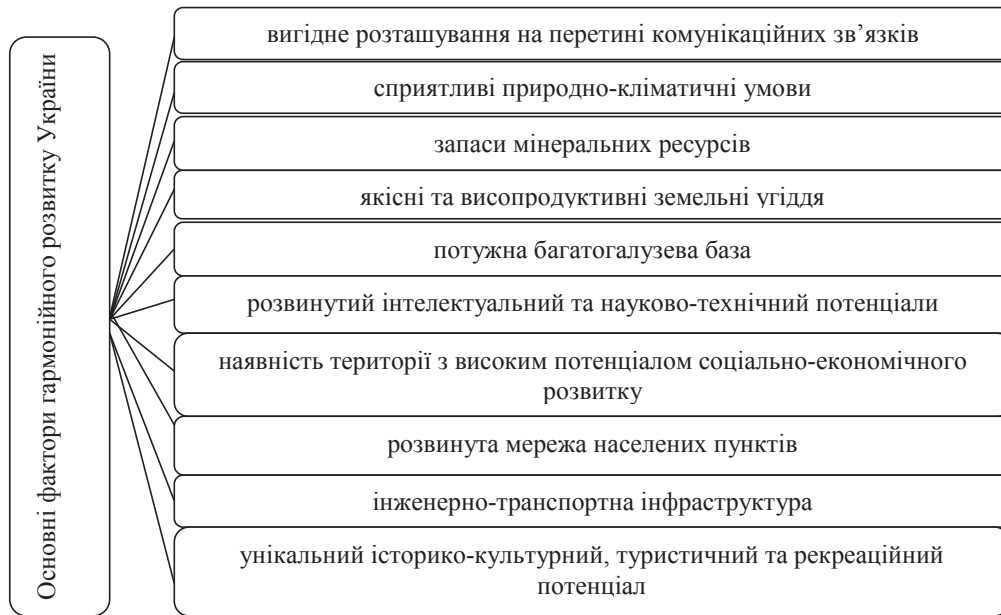 Основні фактори гармонійного розвитку України
вигідне розташування на перетині комунікаційних зв’язків
сприятливі природно-кліматичні умови
запаси мінеральних ресурсів
якісні та висопродуктивні земельні угіддя
потужна багатогалузева база
розвинутий інтелектуальний та науково-технічний потенціали
наявність території з високим потенціалом соціально-економічного
розвитку
розвинута мережа населених пунктів
інженерно-транспортна інфраструктура
унікальний історико-культурний, туристичний та рекреаційний
потенціал